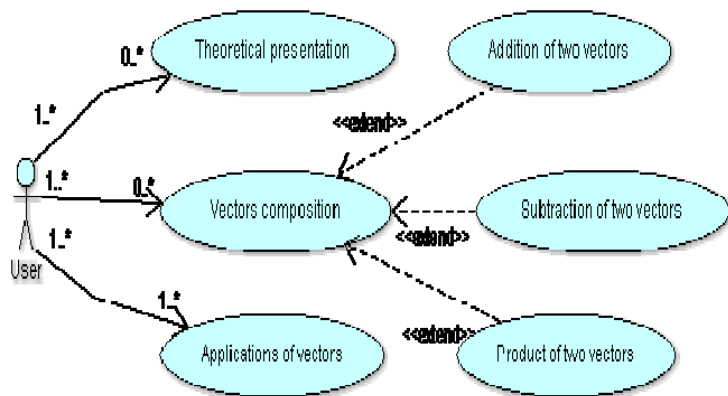 Theoretical presentation
Addition of two vectors
0..*
1..*
<<extend>>
1..*
0..*
Vectors composition
Subtraction of two vectors
<<extend>>
1..*
User
1..*
<<extend>>
Applications of vectors
Product of two vectors